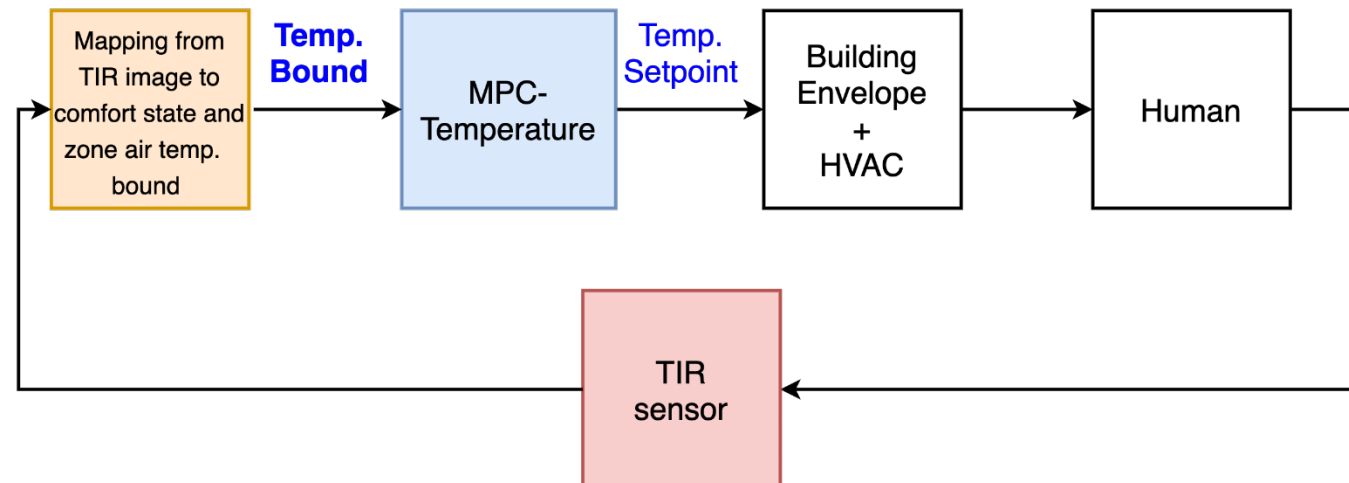 Mapping from
TIR image to
comfort state and
zone air temp.
bound
Temp.
Bound
MPC-
Temperature
Temp.
Setpoint
Building
Envelope
+
HVAC
Human
TIR
sensor